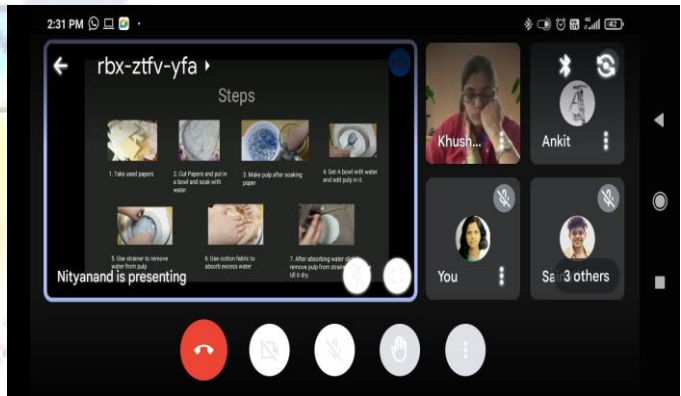 2:31 PM
42
rbx-ztfv-yfa
Steps
1. Take used papers
2. Cut Papers and put in
a bowl and soak with
water
3. Make pulp after soaking
paper
4. Get A bowl with water
and add pulp in it.
5. Use strainer to remove
water from pulp
6. Use cotton fabric to
absorb excess water
7. After absorbing water
remove pulp from
till it dry.
Nityanand is presenting
Khush...
Ankit
You
3 others